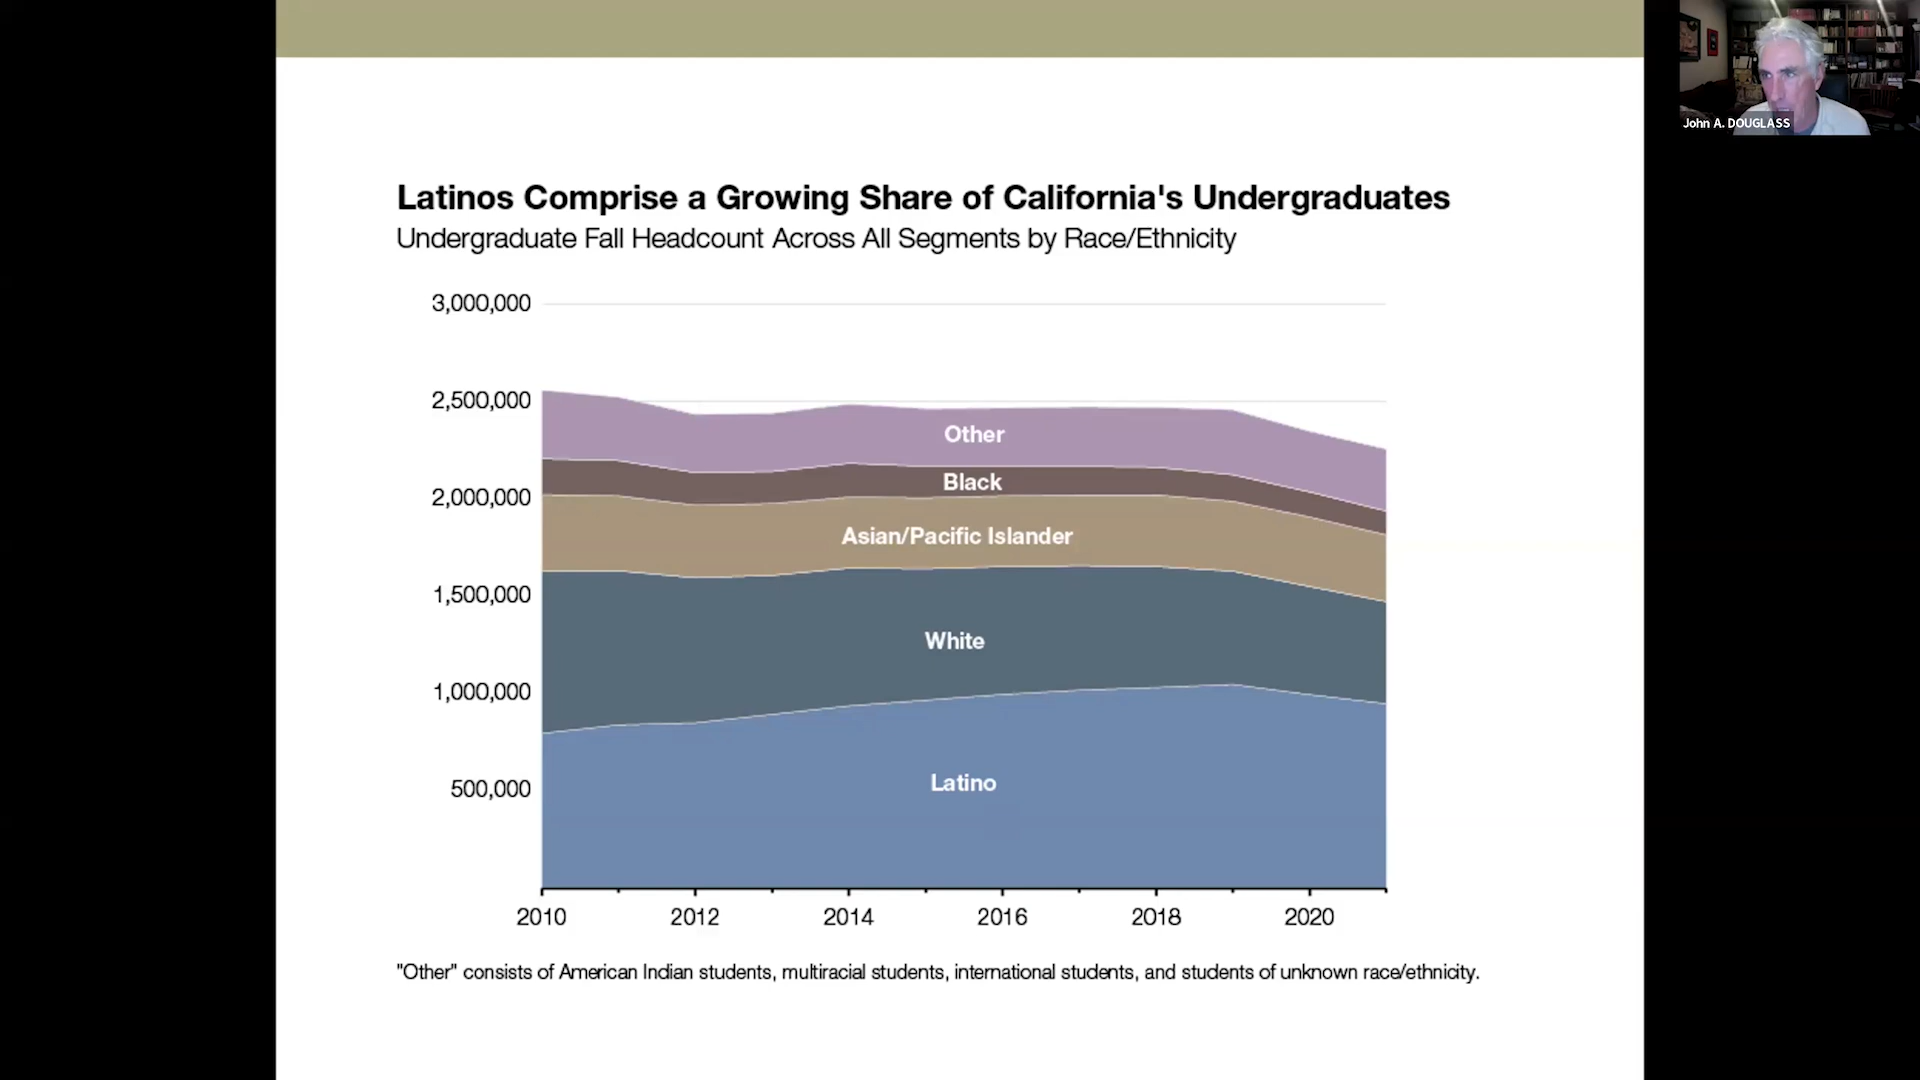 Latinos Comprise a Growing Share of California's Undergraduates
Undergraduate Fall Headcount Across All Segments by Race/Ethnicity
3,000,000
2,500,000
2,000,000
1,500,000
1,000,000
500,000
Other
Black
Asian/Pacific Islander
White
Latino
2010 2012 2014 2016 2018 2020
"Other" consists of American Indian students, multiracial students, international students, and students of unknown race/ethnicity.
John A. DOUGLASS